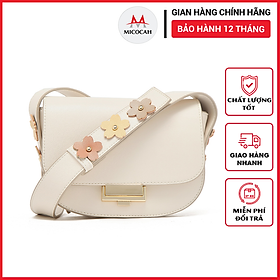 MICOCAH
GIAN HÀNG CHÍNH HÃNG
BẢO HÀNH 12 THÁNG
CHẤT LƯỢNG
TỐT
GIAO HÀNG
NHANH
MIỄN PHÍ
ĐỔI TRẢ